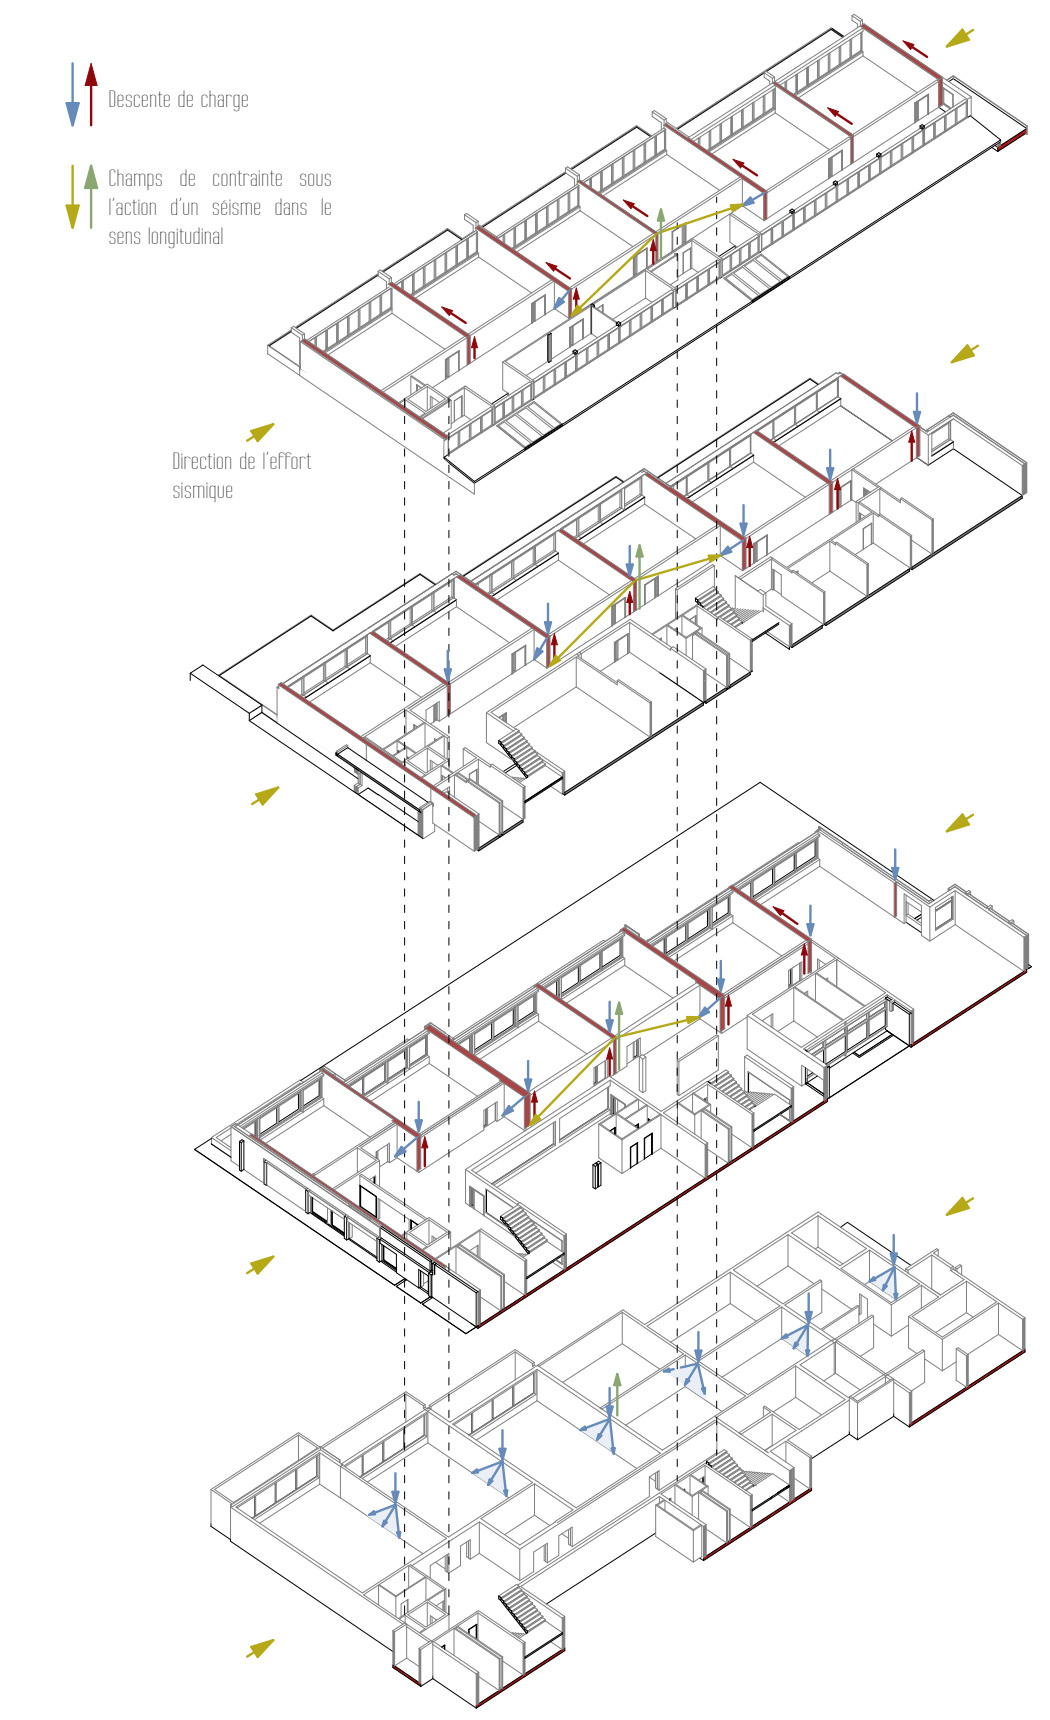 Descente de charge
Champs de contrainte sous
l'action d'un séisme dans le
sens longitudinal
Direction de l'effort
sismique